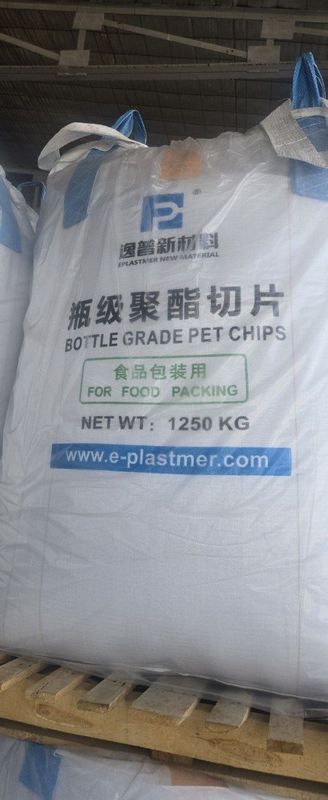 ®
逸普新材料
EPLASTMER NEW MATERIAL
瓶级聚酯切片
BOTTLE GRADE PET CHIPS
食品包装用
FOR FOOD PACKING
NET WT: 1250 KG
www.e-plastmer.com